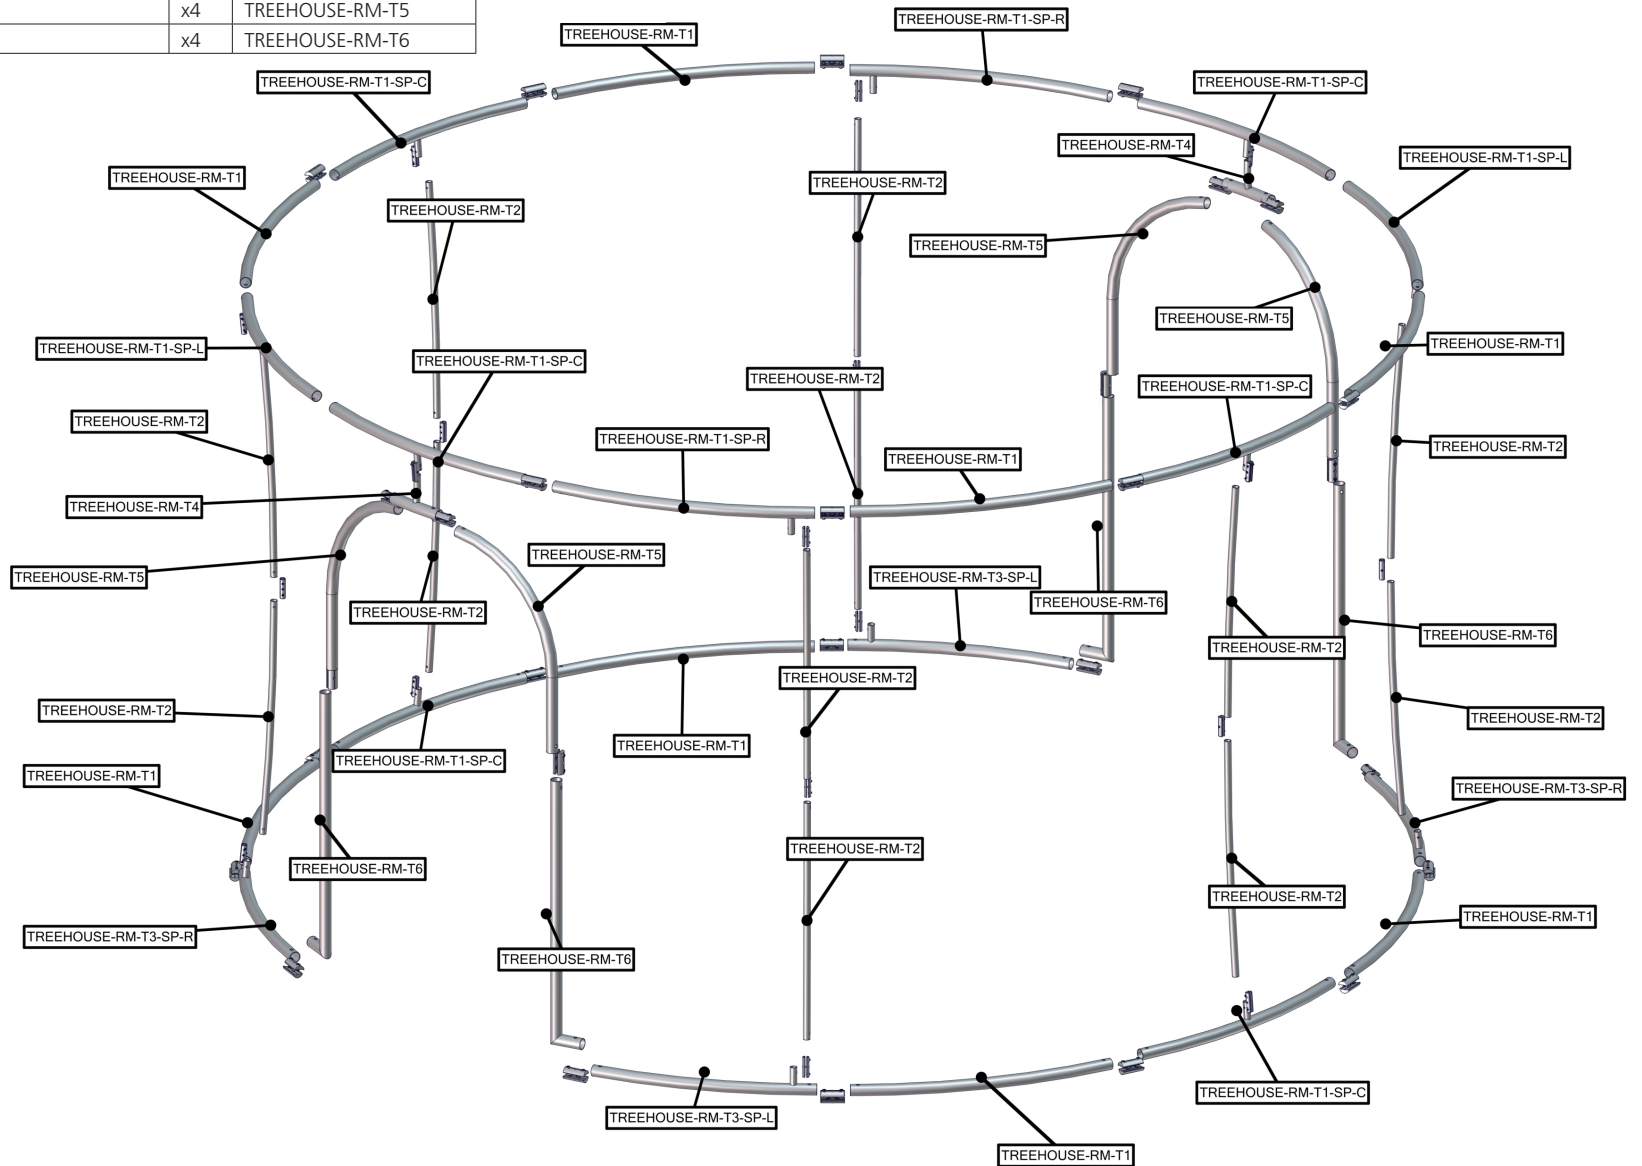 x4 TREEHOUSE-RM-T5
x4 TREEHOUSE-RM-T6
TREEHOUSE-RM-T1-SP-R
TREEHOUSE-RM-T1
TREEHOUSE-RM-T1-SP-C
TREEHOUSE-RM-T1-SP-C
TREEHOUSE-RM-T4
TREEHOUSE-RM-T1-SP-L
TREEHOUSE-RM-T1
TREEHOUSE-RM-T2
TREEHOUSE-RM-T2
TREEHOUSE-RM-T5
TREEHOUSE-RM-T5
TREEHOUSE-RM-T1-SP-L
TREEHOUSE-RM-T1
TREEHOUSE-RM-T1-SP-C
TREEHOUSE-RM-T2
TREEHOUSE-RM-T1-SP-C
TREEHOUSE-RM-T2
TREEHOUSE-RM-T1-SP-R
TREEHOUSE-RM-T1
TREEHOUSE-RM-T2
TREEHOUSE-RM-T4
TREEHOUSE-RM-T5
TREEHOUSE-RM-T5
TREEHOUSE-RM-T3-SP-L
TREEHOUSE-RM-T6
TREEHOUSE-RM-T2
TREEHOUSE-RM-T6
TREEHOUSE-RM-T2
TREEHOUSE-RM-T2
TREEHOUSE-RM-T2
TREEHOUSE-RM-T2
TREEHOUSE-RM-T1
TREEHOUSE-RM-T1-SP-C
TREEHOUSE-RM-T1
TREEHOUSE-RM-T3-SP-R
TREEHOUSE-RM-T2
TREEHOUSE-RM-T6
TREEHOUSE-RM-T2
TREEHOUSE-RM-T1
TREEHOUSE-RM-T3-SP-R
TREEHOUSE-RM-T6
TREEHOUSE-RM-T1-SP-C
TREEHOUSE-RM-T3-SP-L
TREEHOUSE-RM-T1